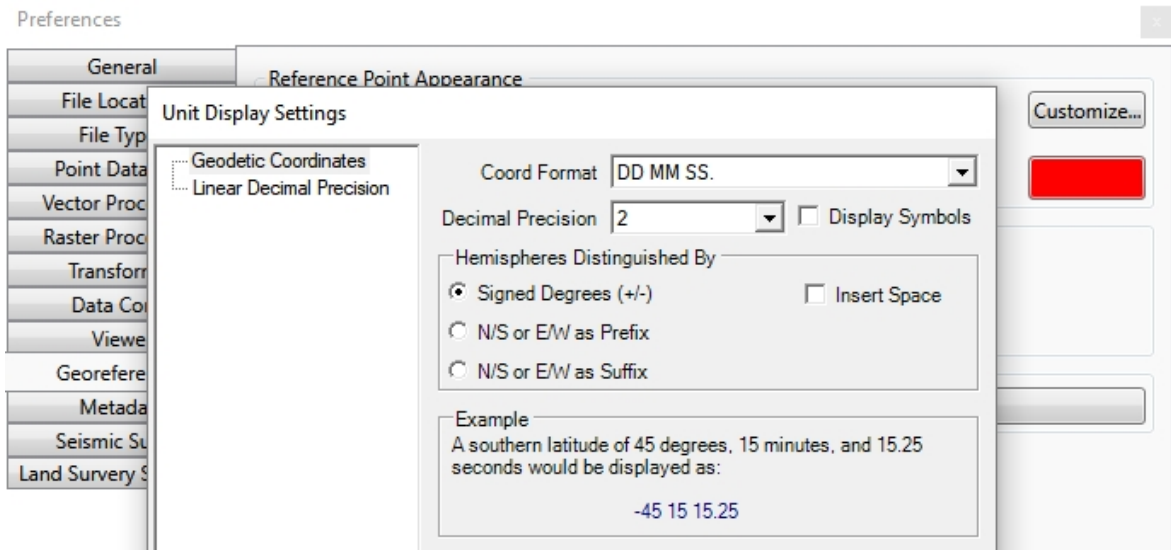 Preferences
x
General
File Locat
File Typ
Point Data
Vector Proc
Raster Proc
Transforr
Data Co
Viewe
Georefere
Metada
Seismic Su
Land Survery S
Reference Point Appearance
Customize...
Unit Display Settings
Geodetic Coordinates
Linear Decimal Precision
Coord Format DD MM SS.
Decimal Precision 2 Display Symbols
Hemispheres Distinguished By
Signed Degrees (+/-) Insert Space
N/S or E/W as Prefix
N/S or E/W as Suffix
Example
A southern latitude of 45 degrees, 15 minutes, and 15.25
seconds would be displayed as:
-45 15 15.25